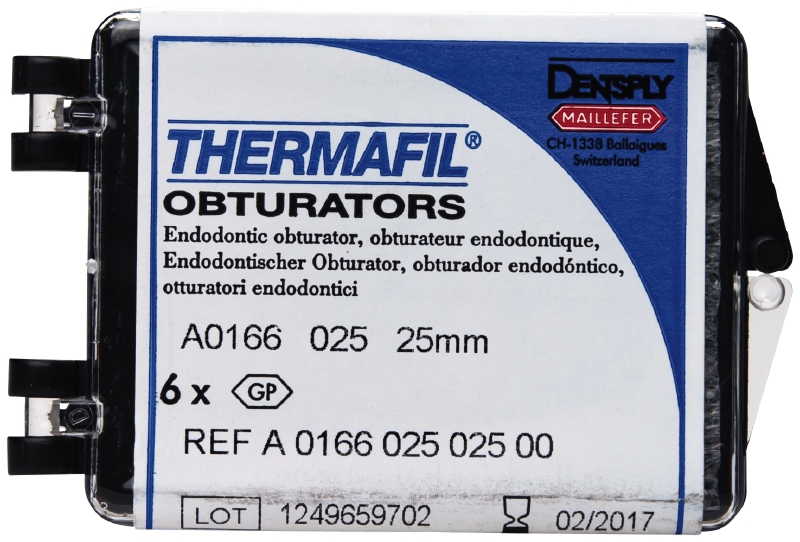 DENTSPLY
MAILLEFER
CH-1338 Ballaigues
Switzerland
THERMAFIL®
OBTURATORS
Endodontic obturator, obturateur endodontique,
Endodontischer Obturator, obturador endodóntico,
otturatori endodontici
A0166 025 25mm
6 x GP
REF A 0166 025 025 00
LOT 1249659702 02/2017